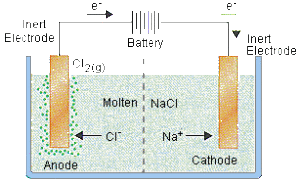 e⁻
e⁻
Inert
Electrode
Battery
Inert
Electrode
Cl₂(g)
Molten
NaCl
Cl⁻
Na⁺
Anode
Cathode